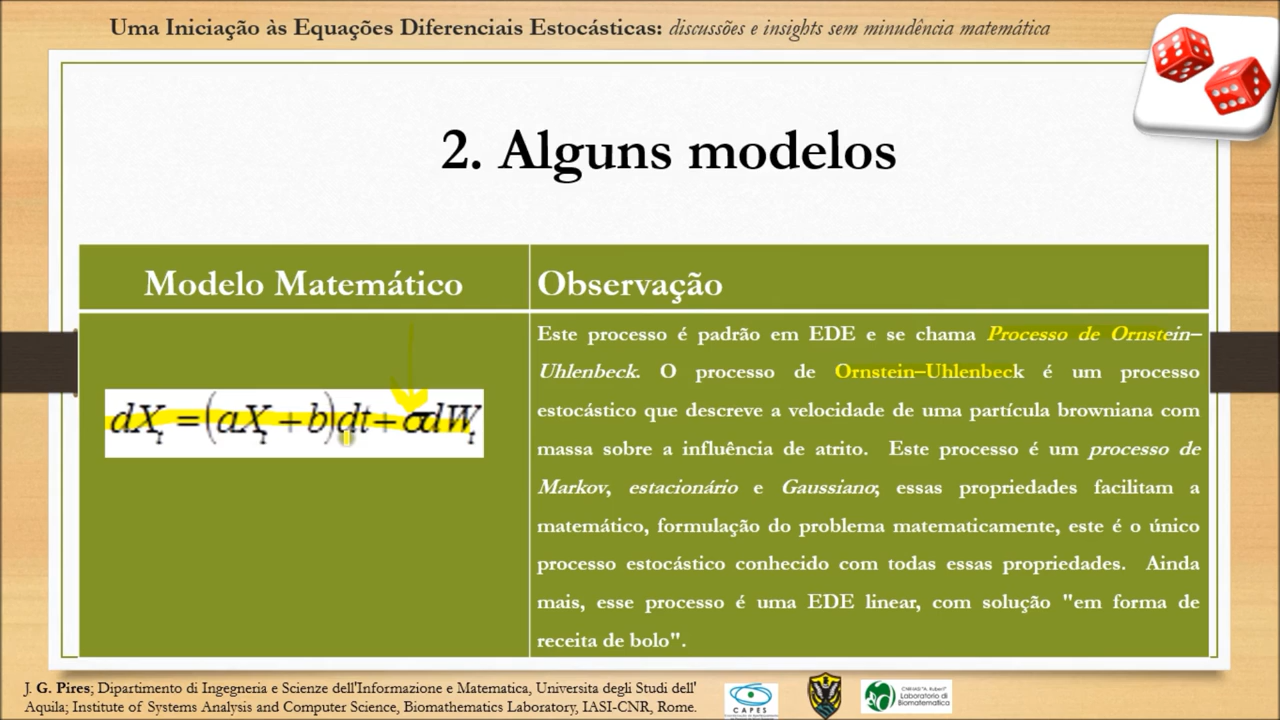 Uma Iniciação às Equações Diferenciais Estocásticas: discussões e insights sem minudência matemática
2. Alguns modelos
Modelo Matemático
Observação
dX_t = (aX_t + b)dt + σdW_t
Este processo é padrão em EDE e se chama Processo de Ornstein–
Uhlenbeck. O processo de Ornstein–Uhlenbeck é um processo
estocástico que descreve a velocidade de uma partícula browniana com
massa sobre a influência de atrito. Este processo é um processo de
Markov, estacionário e Gaussiano; essas propriedades facilitam a
matemático, formulação do problema matematicamente, este é o único
processo estocástico conhecido com todas essas propriedades. Ainda
mais, esse processo é uma EDE linear, com solução "em forma de
receita de bolo".
J. G. Pires; Dipartimento di Ingegneria e Scienze dell'Informazione e Matematica, Universita degli Studi dell'
Aquila; Institute of System Analysis and Computer Science, Biomathematics Laboratory, IASI-CNR, Rome.
CAPES
Laboratorio di
Biomatematica